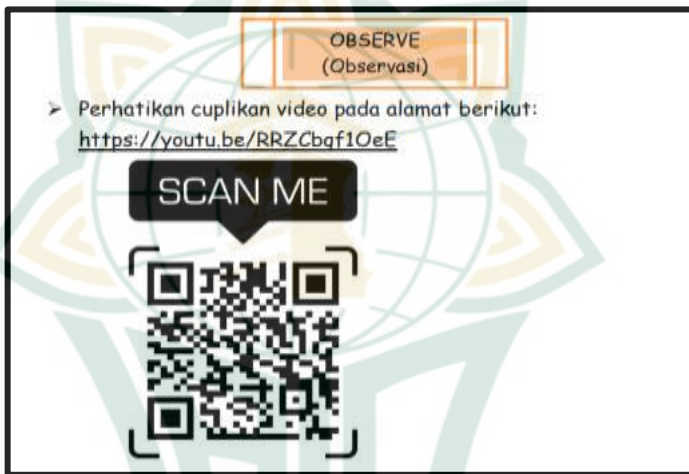 OBSERVE
(Observasi)
➢ Perhatikan cuplikan video pada alamat berikut:
https://youtu.be/RRZCbqf1OeE
SCAN ME